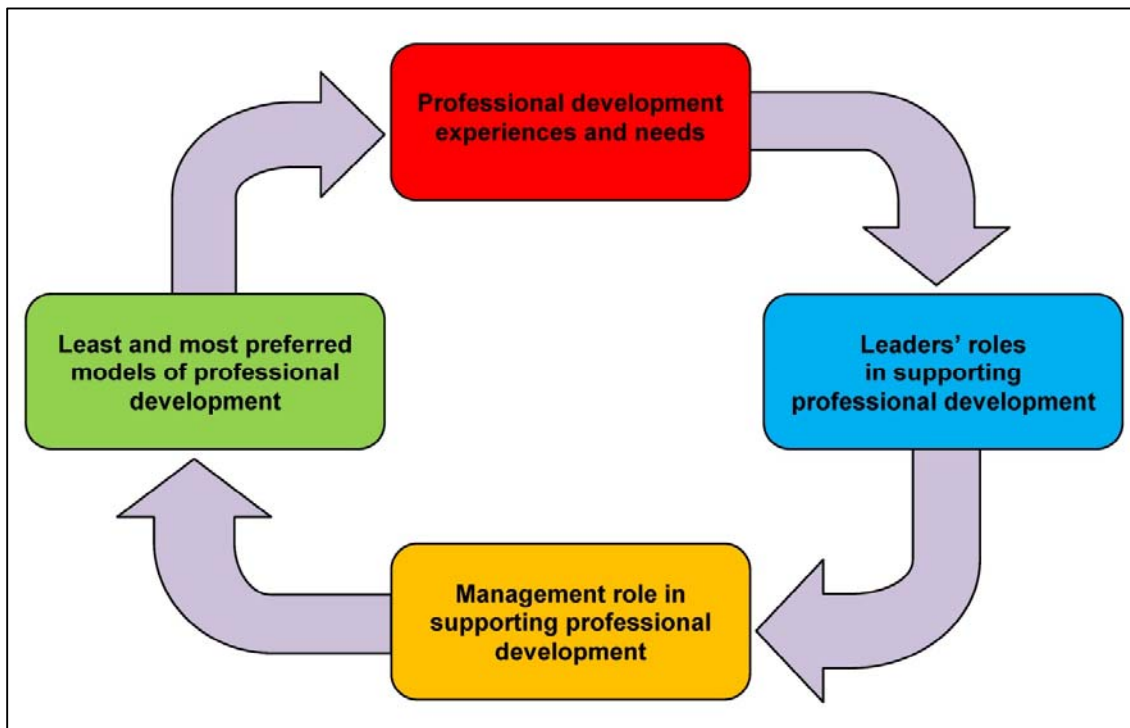 Professional development
experiences and needs
Least and most preferred
models of professional
development
Leaders’ roles
in supporting
professional development
Management role in
supporting professional
development